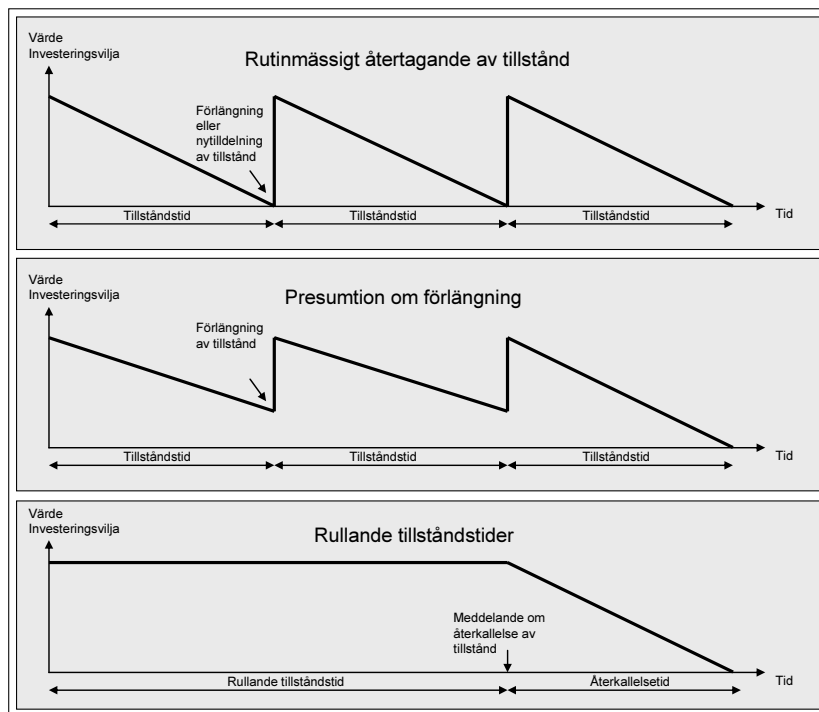 Värde
Investeringsvilja
Rutinmässigt återtagande av tillstånd
Förlängning
eller
nytilldelning
av tillstånd
Tillståndstid
Tillståndstid
Tillståndstid
Tid
Värde
Investeringsvilja
Presumtion om förlängning
Förlängning
av tillstånd
Tillståndstid
Tillståndstid
Tillståndstid
Tid
Värde
Investeringsvilja
Rullande tillståndstider
Meddelande om
återkallelse av
tillstånd
Rullande tillståndstid
Återkallelsetid
Tid